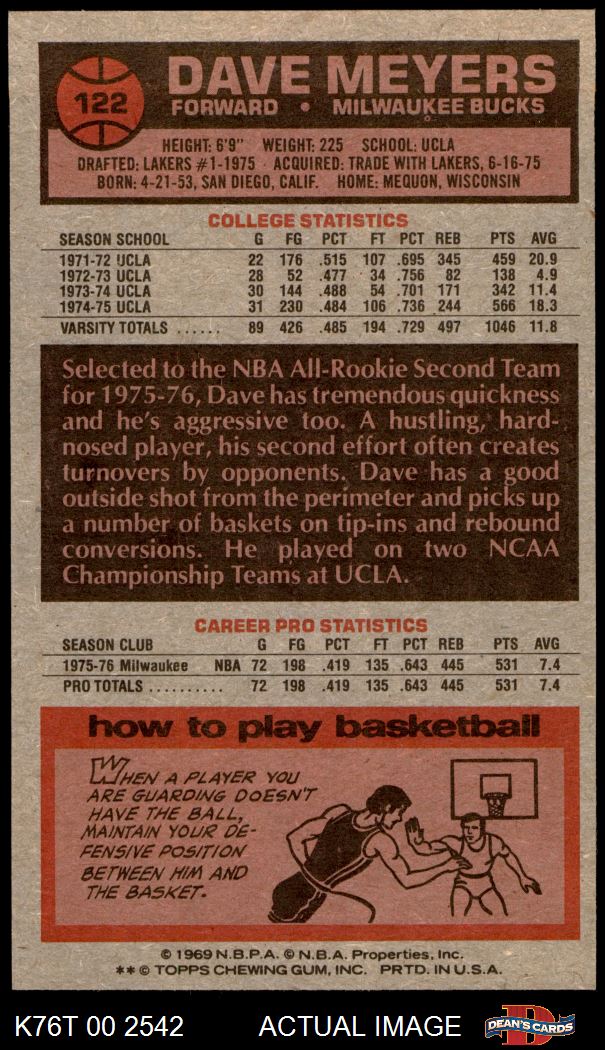 122
DAVE MEYERS
FORWARD • MILWAUKEE BUCKS
HEIGHT: 6'9" WEIGHT: 225 SCHOOL: UCLA
DRAFTED: LAKERS #1-1975 ACQUIRED: TRADE WITH LAKERS, 6-16-75
BORN: 4-21-53, SAN DIEGO, CALIF. HOME: MEQUON, WISCONSIN
COLLEGE STATISTICS
SEASON SCHOOL G FG PCT FT PCT REB PTS AVG
1971-72 UCLA 22 176 .515 107 .695 345 459 20.9
1972-73 UCLA 28 52 .477 34 .756 82 138 4.9
1973-74 UCLA 30 144 .488 54 .701 171 342 11.4
1974-75 UCLA 31 230 .484 106 .736 244 566 18.3
VARSITY TOTALS ...... 89 426 .485 194 .729 497 1046 11.8
Selected to the NBA All-Rookie Second Team
for 1975-76, Dave has tremendous quickness
and he's aggressive too. A hustling, hard-
nosed player, his second effort often creates
turnovers by opponents. Dave has a good
outside shot from the perimeter and picks up
a number of baskets on tip-ins and rebound
conversions. He played on two NCAA
Championship Teams at UCLA.
CAREER PRO STATISTICS
SEASON CLUB G FG PCT FT PCT REB PTS AVG
1975-76 Milwaukee NBA 72 198 .419 135 .643 445 531 7.4
PRO TOTALS .......... 72 198 .419 135 .643 445 531 7.4
how to play basketball
WHEN A PLAYER YOU
ARE GUARDING DOESN'T
HAVE THE BALL,
MAINTAIN YOUR DE-
FENSIVE POSITION
BETWEEN HIM AND
THE BASKET.
© 1969 N.B.P.A. © N.B.A. Properties, Inc.
** © TOPPS CHEWING GUM, INC. PRTD. IN U.S.A.
K76T 00 2542 ACTUAL IMAGE
D
DEAN'S CARDS